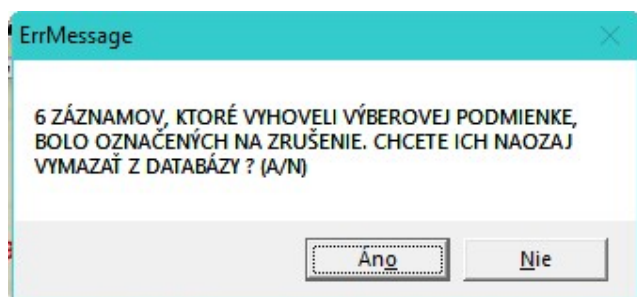 ErrMessage
6 ZÁZNAMOV, KTORÉ VYHOVELI VÝBEROVEJ PODMIENKE,
BOLO OZNAČENÝCH NA ZRUŠENIE. CHCETE ICH NAOZAJ
VYMAZAŤ Z DATABÁZY ? (A/N)
Áno
Nie